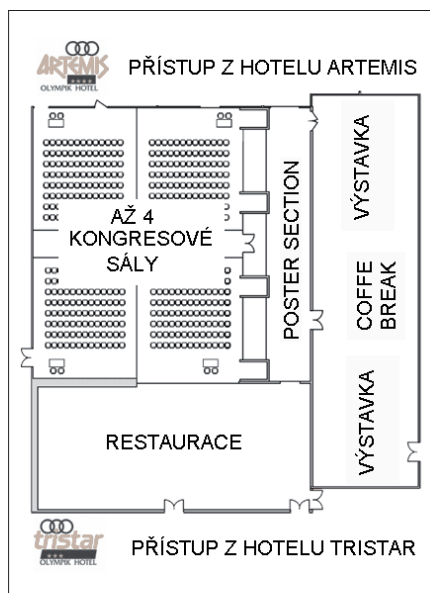 ARTEMIS
OLYMPIK HOTEL
PŘÍSTUP Z HOTELU ARTEMIS
AŽ 4
KONGRESOVÉ
SÁLY
POSTER SECTION
VÝSTAVKA
COFFE
BREAK
VÝSTAVKA
RESTAURACE
tristar
OLYMPIK HOTEL
PŘÍSTUP Z HOTELU TRISTAR